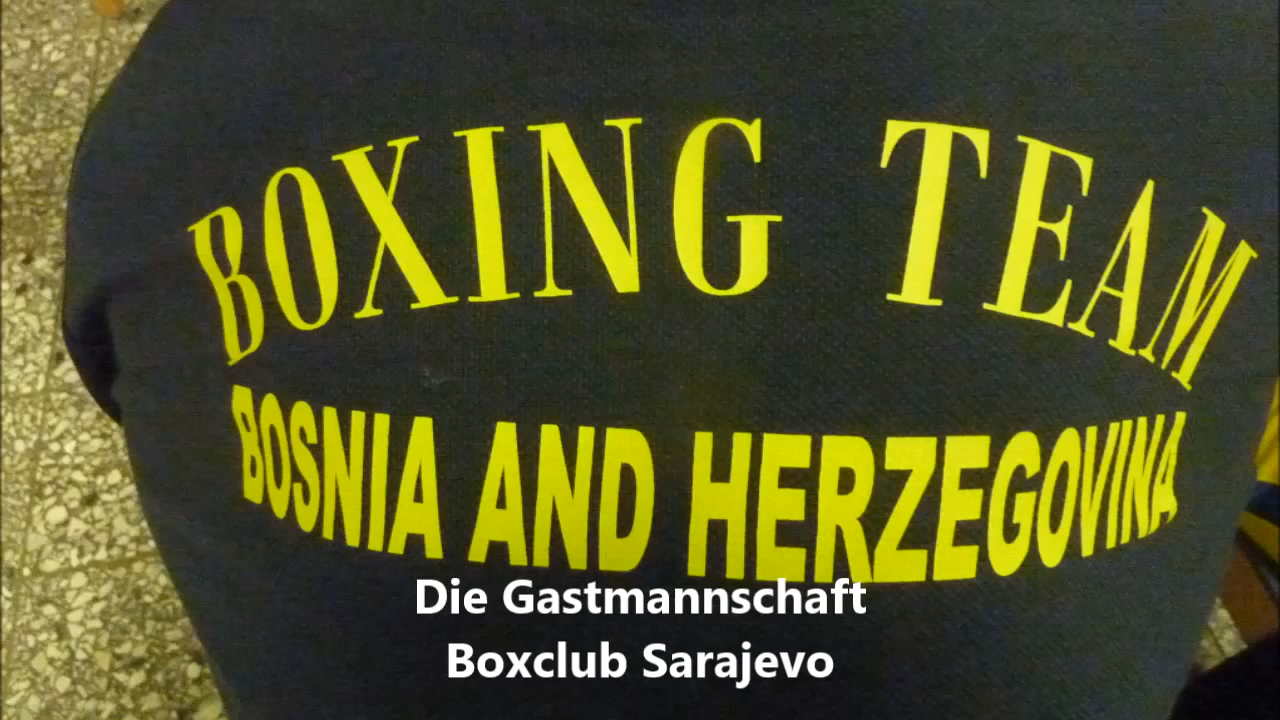 BOXING TEAM
BOSNIA AND HERZEGOVINA
Die Gastmannschaft
Boxclub Sarajevo